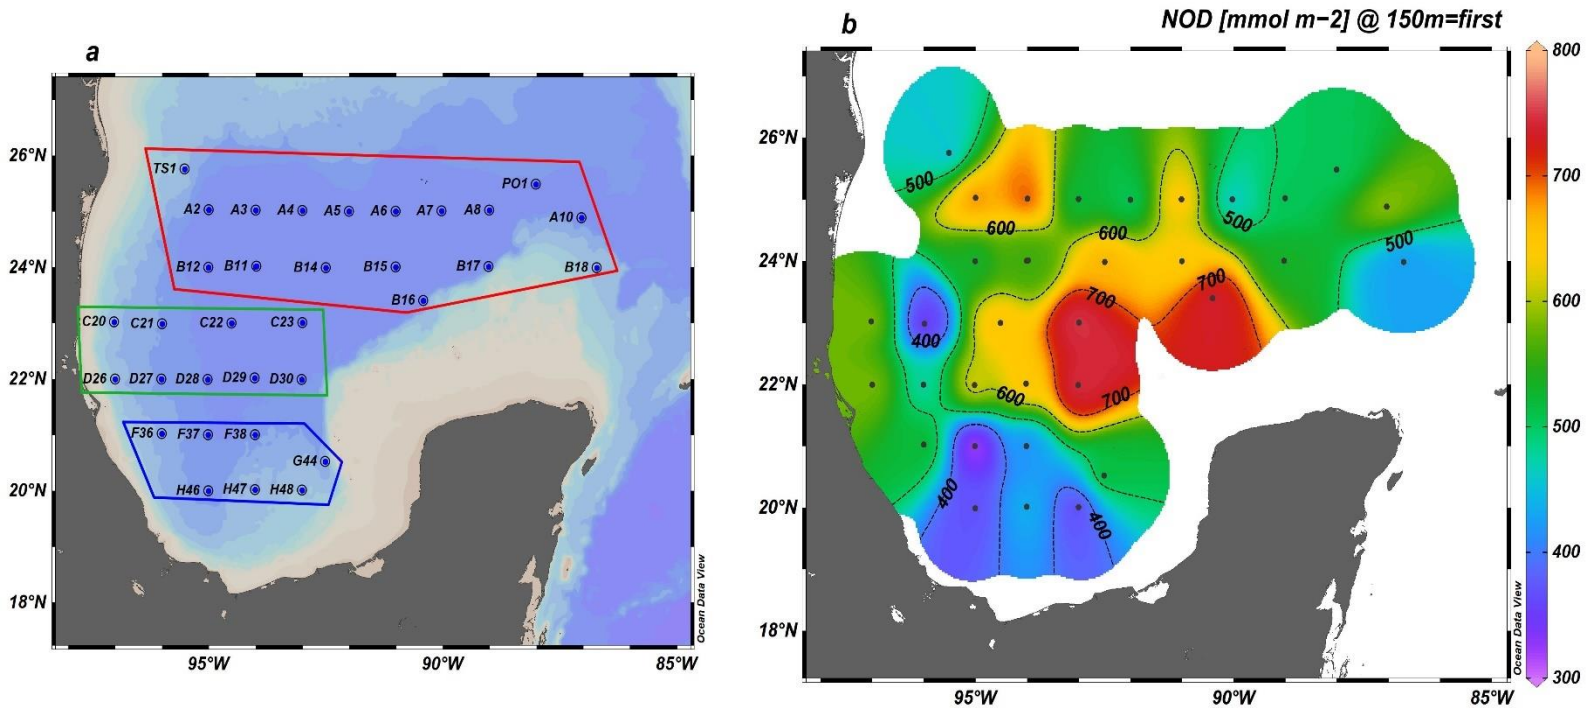 a
26°N
24°N
22°N
20°N
18°N
95°W
90°W
85°W
TS1
PO1
A2 A3 A4 A5 A6 A7 A8
A10
B12 B11 B14 B15 B17 B18
B16
C20 C21 C22 C23
D26 D27 D28 D29 D30
F36 F37 F38
G44
H46 H47 H48
Ocean Data View
b
NOD [mmol m−2] @ 150m=first
26°N
24°N
22°N
20°N
18°N
95°W
90°W
85°W
500
600
600
500
500
700
700
400
600
700
400
400
Ocean Data View
800
700
600
500
400
300